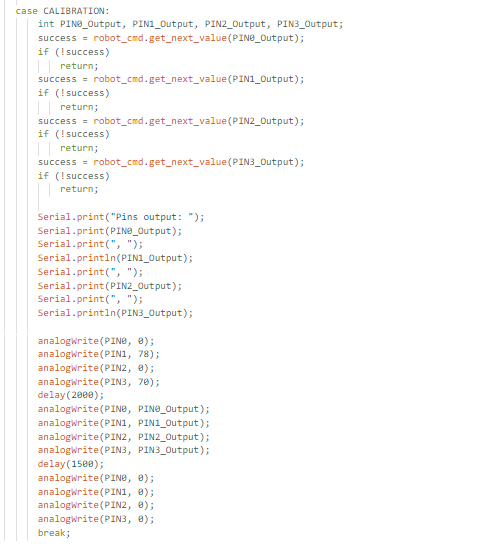 case CALIBRATION:
int PIN0_Output, PIN1_Output, PIN2_Output, PIN3_Output;
success = robot_cmd.get_next_value(PIN0_Output);
if (!success)
return;
success = robot_cmd.get_next_value(PIN1_Output);
if (!success)
return;
success = robot_cmd.get_next_value(PIN2_Output);
if (!success)
return;
success = robot_cmd.get_next_value(PIN3_Output);
if (!success)
return;
Serial.print("Pins output: ");
Serial.print(PIN0_Output);
Serial.print(", ");
Serial.println(PIN1_Output);
Serial.print(", ");
Serial.print(PIN2_Output);
Serial.print(", ");
Serial.println(PIN3_Output);
analogWrite(PIN0, 0);
analogWrite(PIN1, 78);
analogWrite(PIN2, 0);
analogWrite(PIN3, 70);
delay(2000);
analogWrite(PIN0, PIN0_Output);
analogWrite(PIN1, PIN1_Output);
analogWrite(PIN2, PIN2_Output);
analogWrite(PIN3, PIN3_Output);
delay(1500);
analogWrite(PIN0, 0);
analogWrite(PIN1, 0);
analogWrite(PIN2, 0);
analogWrite(PIN3, 0);
break;